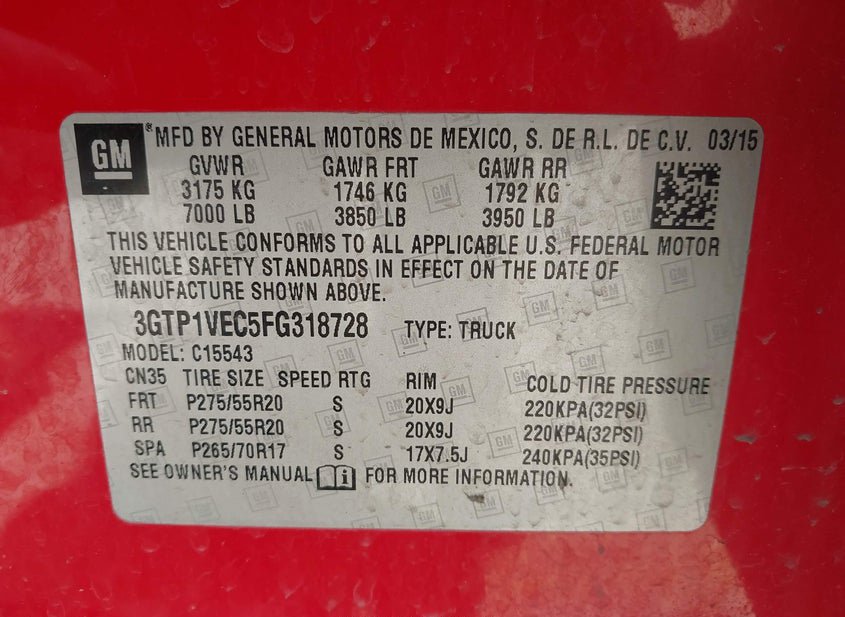 GM ® MFD BY GENERAL MOTORS DE MEXICO, S. DE R.L. DE C.V. 03/15
GVWR GAWR FRT GAWR RR
3175 KG 1746 KG 1792 KG
7000 LB 3850 LB 3950 LB
THIS VEHICLE CONFORMS TO ALL APPLICABLE U.S. FEDERAL MOTOR
VEHICLE SAFETY STANDARDS IN EFFECT ON THE DATE OF
MANUFACTURE SHOWN ABOVE.
3GTP1VEC5FG318728 TYPE: TRUCK
MODEL: C15543
CN35 TIRE SIZE SPEED RTG RIM COLD TIRE PRESSURE
FRT P275/55R20 S 20X9J 220KPA(32PSI)
RR P275/55R20 S 20X9J 220KPA(32PSI)
SPA P265/70R17 S 17X7.5J 240KPA(35PSI)
SEE OWNER'S MANUAL i FOR MORE INFORMATION.